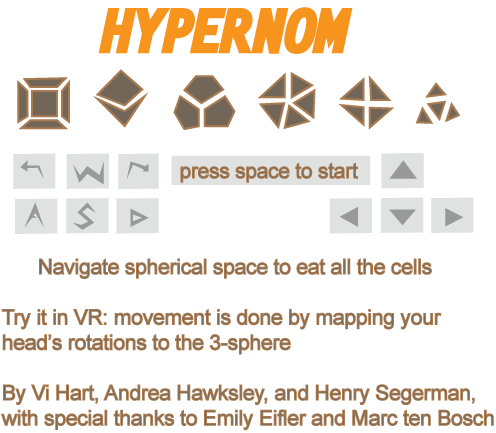 HYPERNOM
W
press space to start
A S D
Navigate spherical space to eat all the cells
Try it in VR: movement is done by mapping your
head's rotations to the 3-sphere
By Vi Hart, Andrea Hawksley, and Henry Segerman,
with special thanks to Emily Eifler and Marc ten Bosch